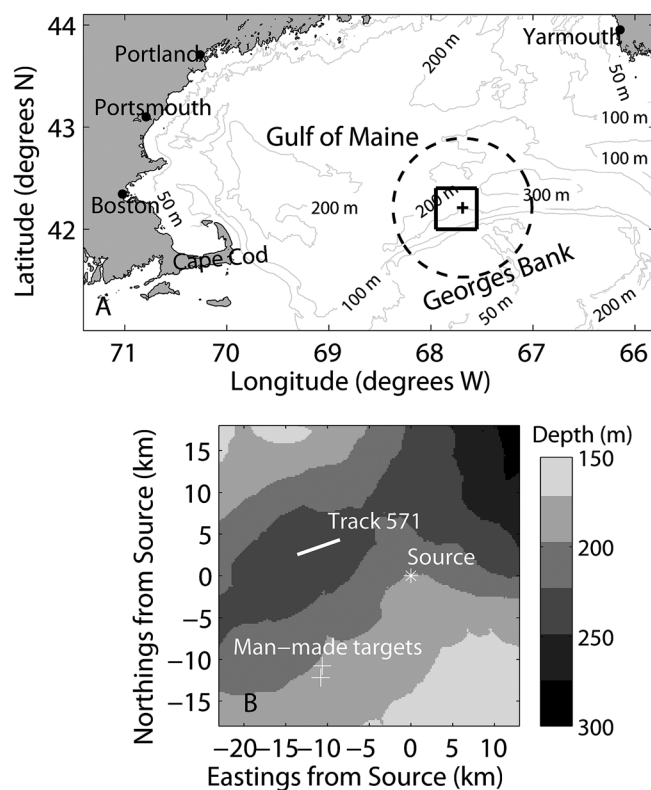 44
43
42
Latitude (degrees N)
Portland
Portsmouth
Boston
Cape Cod
Gulf of Maine
Georges Bank
Yarmouth
200 m
50 m
100 m
100 m
300 m
200 m
200 m
50 m
100 m
50 m
200 m
A
71 70 69 68 67 66
Longitude (degrees W)
Depth (m)
15
10
5
0
−5
−10
−15
Northings from Source (km)
Track 571
Source
Man−made targets
B
−20 −15 −10 −5 0 5 10
Eastings from Source (km)
150
200
250
300